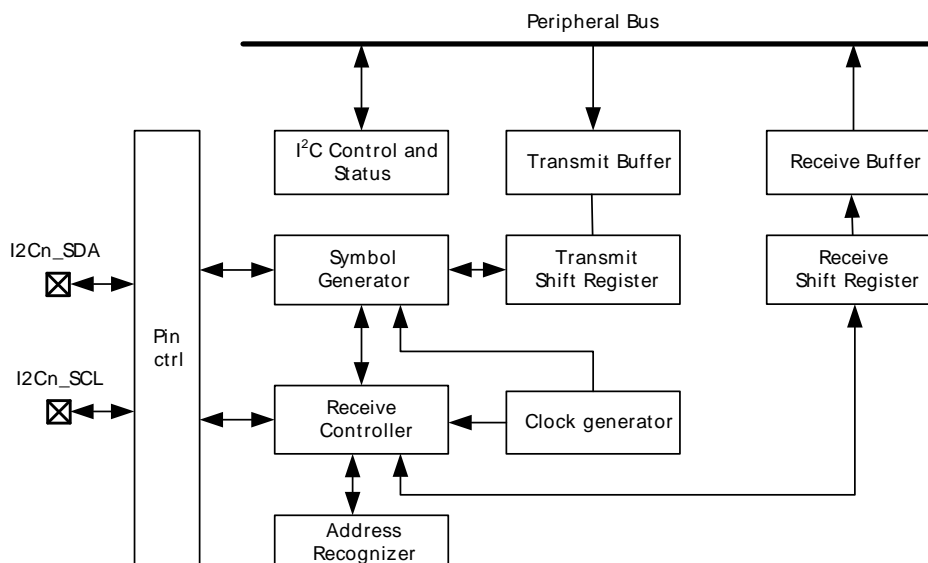 Peripheral Bus
I²C Control and
Status
Transmit Buffer
Receive Buffer
I2Cn_SDA
Symbol
Generator
Transmit
Shift Register
Receive
Shift Register
Pin
ctrl
I2Cn_SCL
Receive
Controller
Clock generator
Address
Recognizer